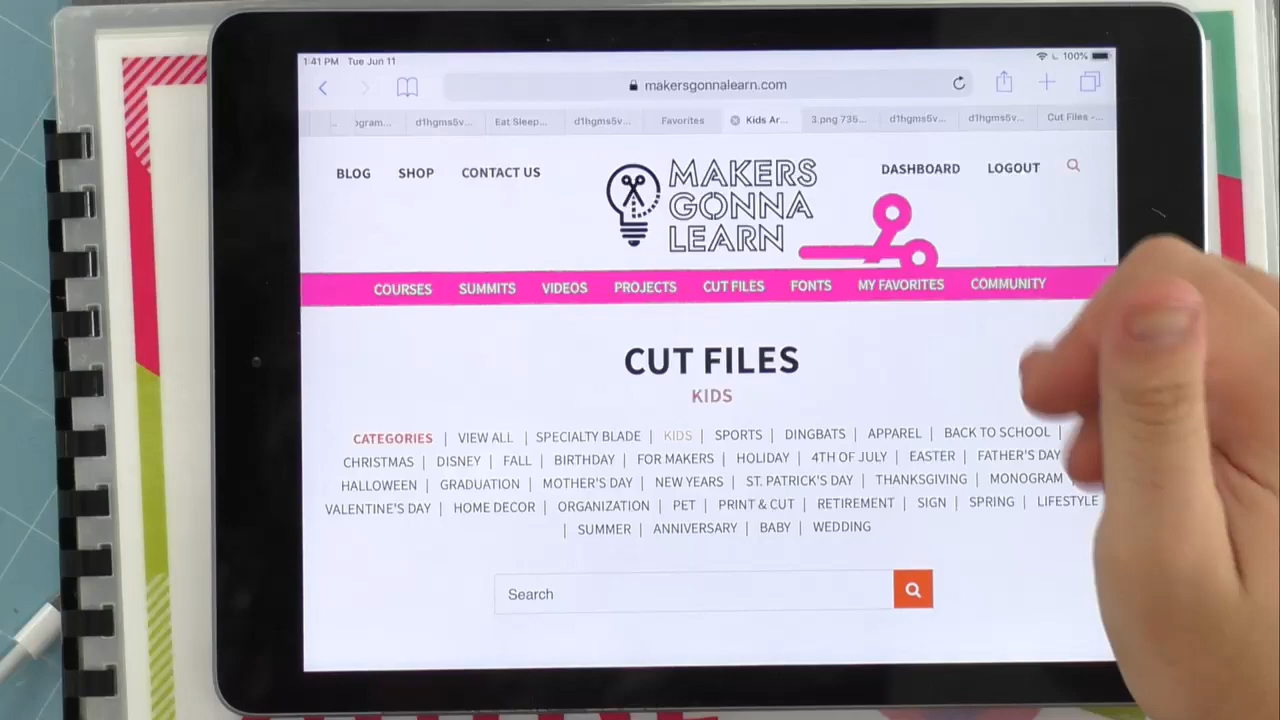 1:41 PM Tue Jun 11
100%
makersgonnalearn.com
d1hgms5v...
Eat Sleep...
d1hgms5v...
Favorites
Kids Ar...
3.png 735...
d1hgms5v...
d1hgms5v...
Cut Files -...
BLOG SHOP CONTACT US
MAKERS
GONNA
LEARN
DASHBOARD LOGOUT
COURSES SUMMITS VIDEOS PROJECTS CUT FILES FONTS MY FAVORITES COMMUNITY
CUT FILES
KIDS
CATEGORIES | VIEW ALL | SPECIALTY BLADE | KIDS | SPORTS | DINGBATS | APPAREL | BACK TO SCHOOL |
CHRISTMAS | DISNEY | FALL | BIRTHDAY | FOR MAKERS | HOLIDAY | 4TH OF JULY | EASTER | FATHER'S DAY
HALLOWEEN | GRADUATION | MOTHER'S DAY | NEW YEARS | ST. PATRICK'S DAY | THANKSGIVING | MONOGRAM |
VALENTINE'S DAY | HOME DECOR | ORGANIZATION | PET | PRINT & CUT | RETIREMENT | SIGN | SPRING | LIFESTYLE
| SUMMER | ANNIVERSARY | BABY | WEDDING
Search